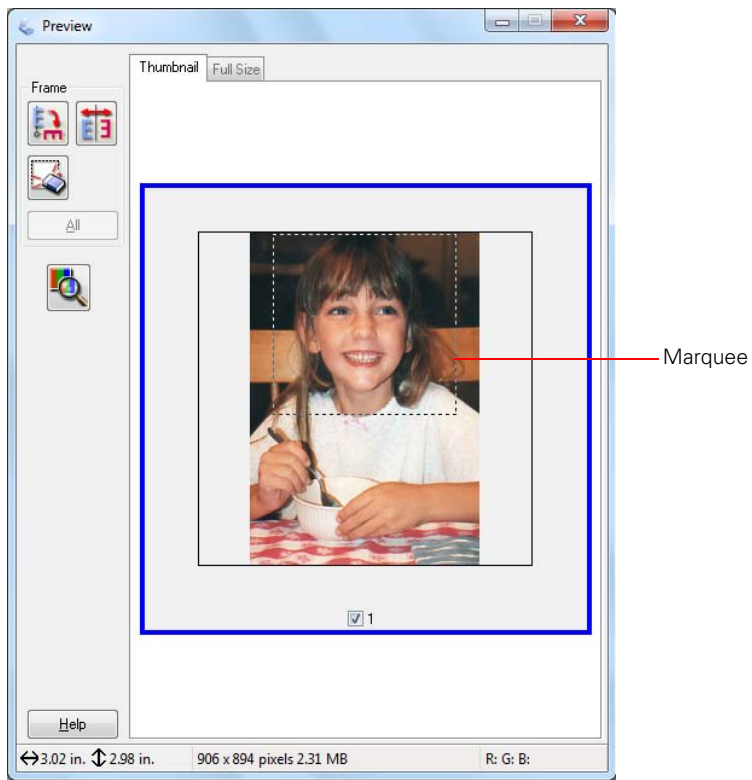 Preview
Thumbnail Full Size
Frame
All
Marquee
1
Help
3.02 in. 2.98 in. 906 x 894 pixels 2.31 MB R: G: B: